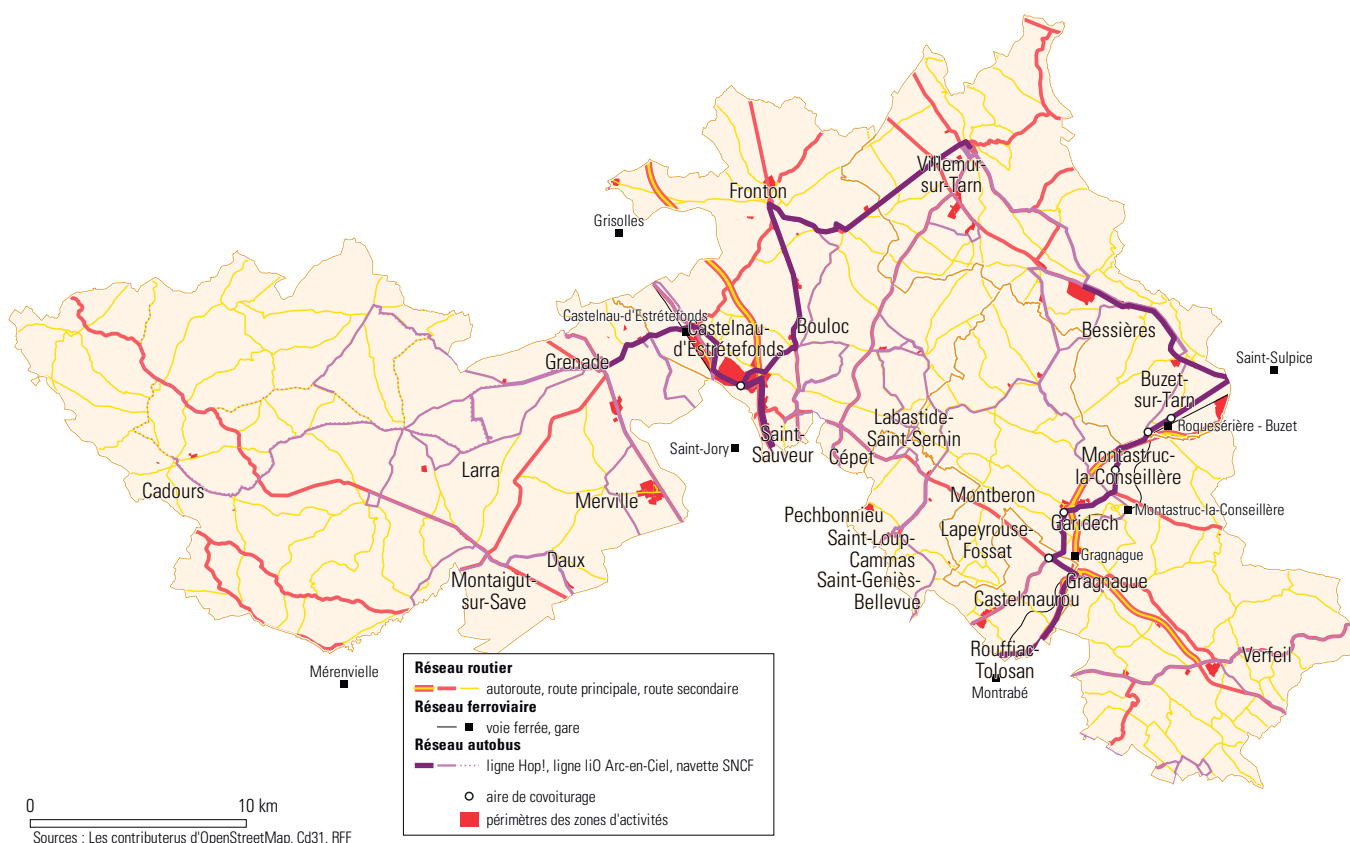 Villemur-
sur-Tarn
Fronton
Grisolles
Castelnau-d'Estrétefonds
Castelnau-
d'Estrétefonds
Bouloc
Bessières
Grenade
Saint-Sulpice
Buzet-
sur-Tarn
Labastide-
Saint-Sernin
Roquesérière - Buzet
Saint-Jory
Saint-
Sauveur
Cépet
Montastruc-
la-Conseillère
Larra
Cadours
Merville
Montberon
Pechbonnieu
Garidech
Montastruc-la-Conseillère
Saint-Loup-
Cammas
Lapeyrouse-
Fossat
Gragnague
Daux
Montaigut-
sur-Save
Saint-Geniès-
Bellevue
Gragnague
Castelmaurou
Rouffiac-
Tolosan
Verfeil
Mérenvielle
Montrabé
Réseau routier
autoroute, route principale, route secondaire
Réseau ferroviaire
voie ferrée, gare
Réseau autobus
ligne Hop!, ligne liO Arc-en-Ciel, navette SNCF
aire de covoiturage
périmètres des zones d'activités
0 10 km
Sources : Les contributerus d'OpenStreetMap, Cd31, RFF